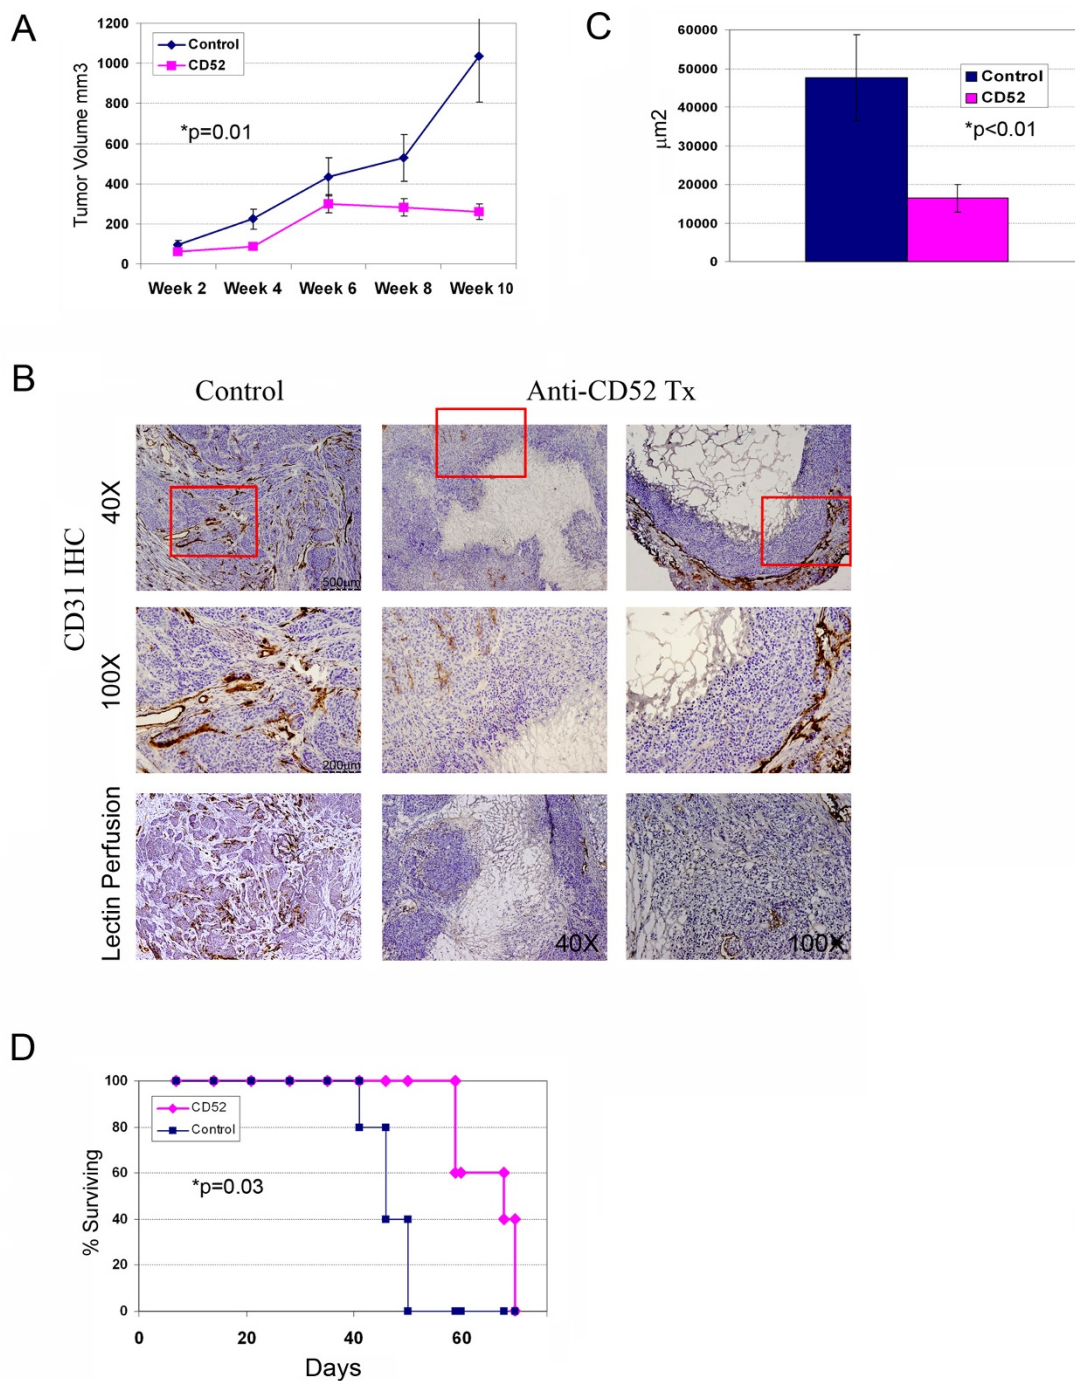 A
1200
1000
800
600
400
200
0
Tumor Volume mm3
Control
CD52
*p=0.01
Week 2 Week 4 Week 6 Week 8 Week 10
C
60000
50000
40000
30000
20000
10000
0
μm2
Control
CD52
*p<0.01
B
Control Anti-CD52 Tx
CD31 IHC
40X
500μm
100X
200μm
Lectin Perfusion
40X
100X
D
100
80
60
40
20
0
% Surviving
CD52
Control
*p=0.03
0 20 40 60
Days